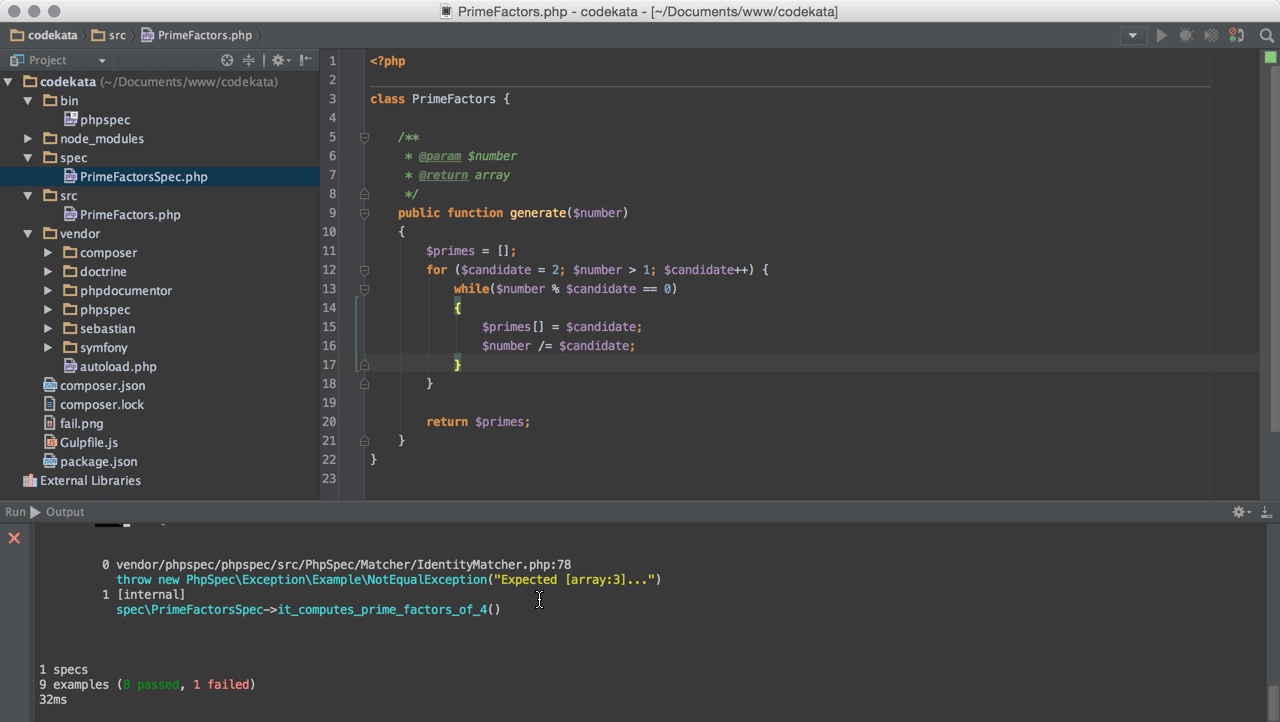 PrimeFactors.php - codekata - [~/Documents/www/codekata]
codekata src PrimeFactors.php
Project
codekata (~/Documents/www/codekata)
bin
phpspec
node_modules
spec
PrimeFactorsSpec.php
src
PrimeFactors.php
vendor
composer
doctrine
phpdocumentor
phpspec
sebastian
symfony
autoload.php
composer.json
composer.lock
fail.png
Gulpfile.js
package.json
External Libraries
1 <?php
2
3 class PrimeFactors {
4
5 /**
6 * @param $number
7 * @return array
8 */
9 public function generate($number)
10 {
11 $primes = [];
12 for ($candidate = 2; $number > 1; $candidate++) {
13 while($number % $candidate == 0)
14 {
15 $primes[] = $candidate;
16 $number /= $candidate;
17 }
18 }
19
20 return $primes;
21 }
22 }
23
Run Output
0 vendor/phpspec/phpspec/src/PhpSpec/Matcher/IdentityMatcher.php:78
throw new PhpSpec\Exception\Example\NotEqualException("Expected [array:3]...")
1 [internal]
spec\PrimeFactorsSpec->it_computes_prime_factors_of_4()
1 specs
9 examples (8 passed, 1 failed)
32ms